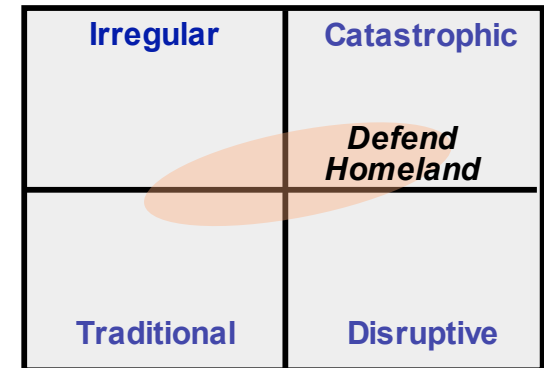 Irregular
Catastrophic
Defend
Homeland
Traditional
Disruptive